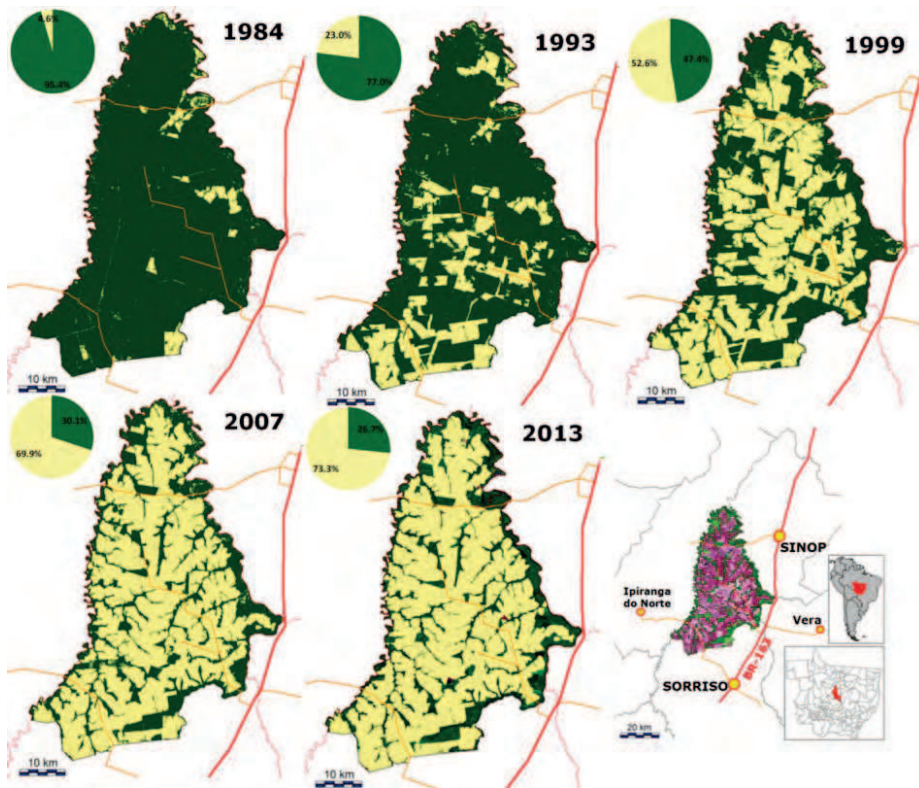 4.6%
1984
95.4%
23.0%
1993
77.0%
1999
52.6%
47.4%
10 km
10 km
10 km
2007
30.1%
69.9%
2013
26.7%
73.3%
SINOP
Ipiranga
do Norte
Vera
BR-163
SORRISO
20 km
10 km
10 km